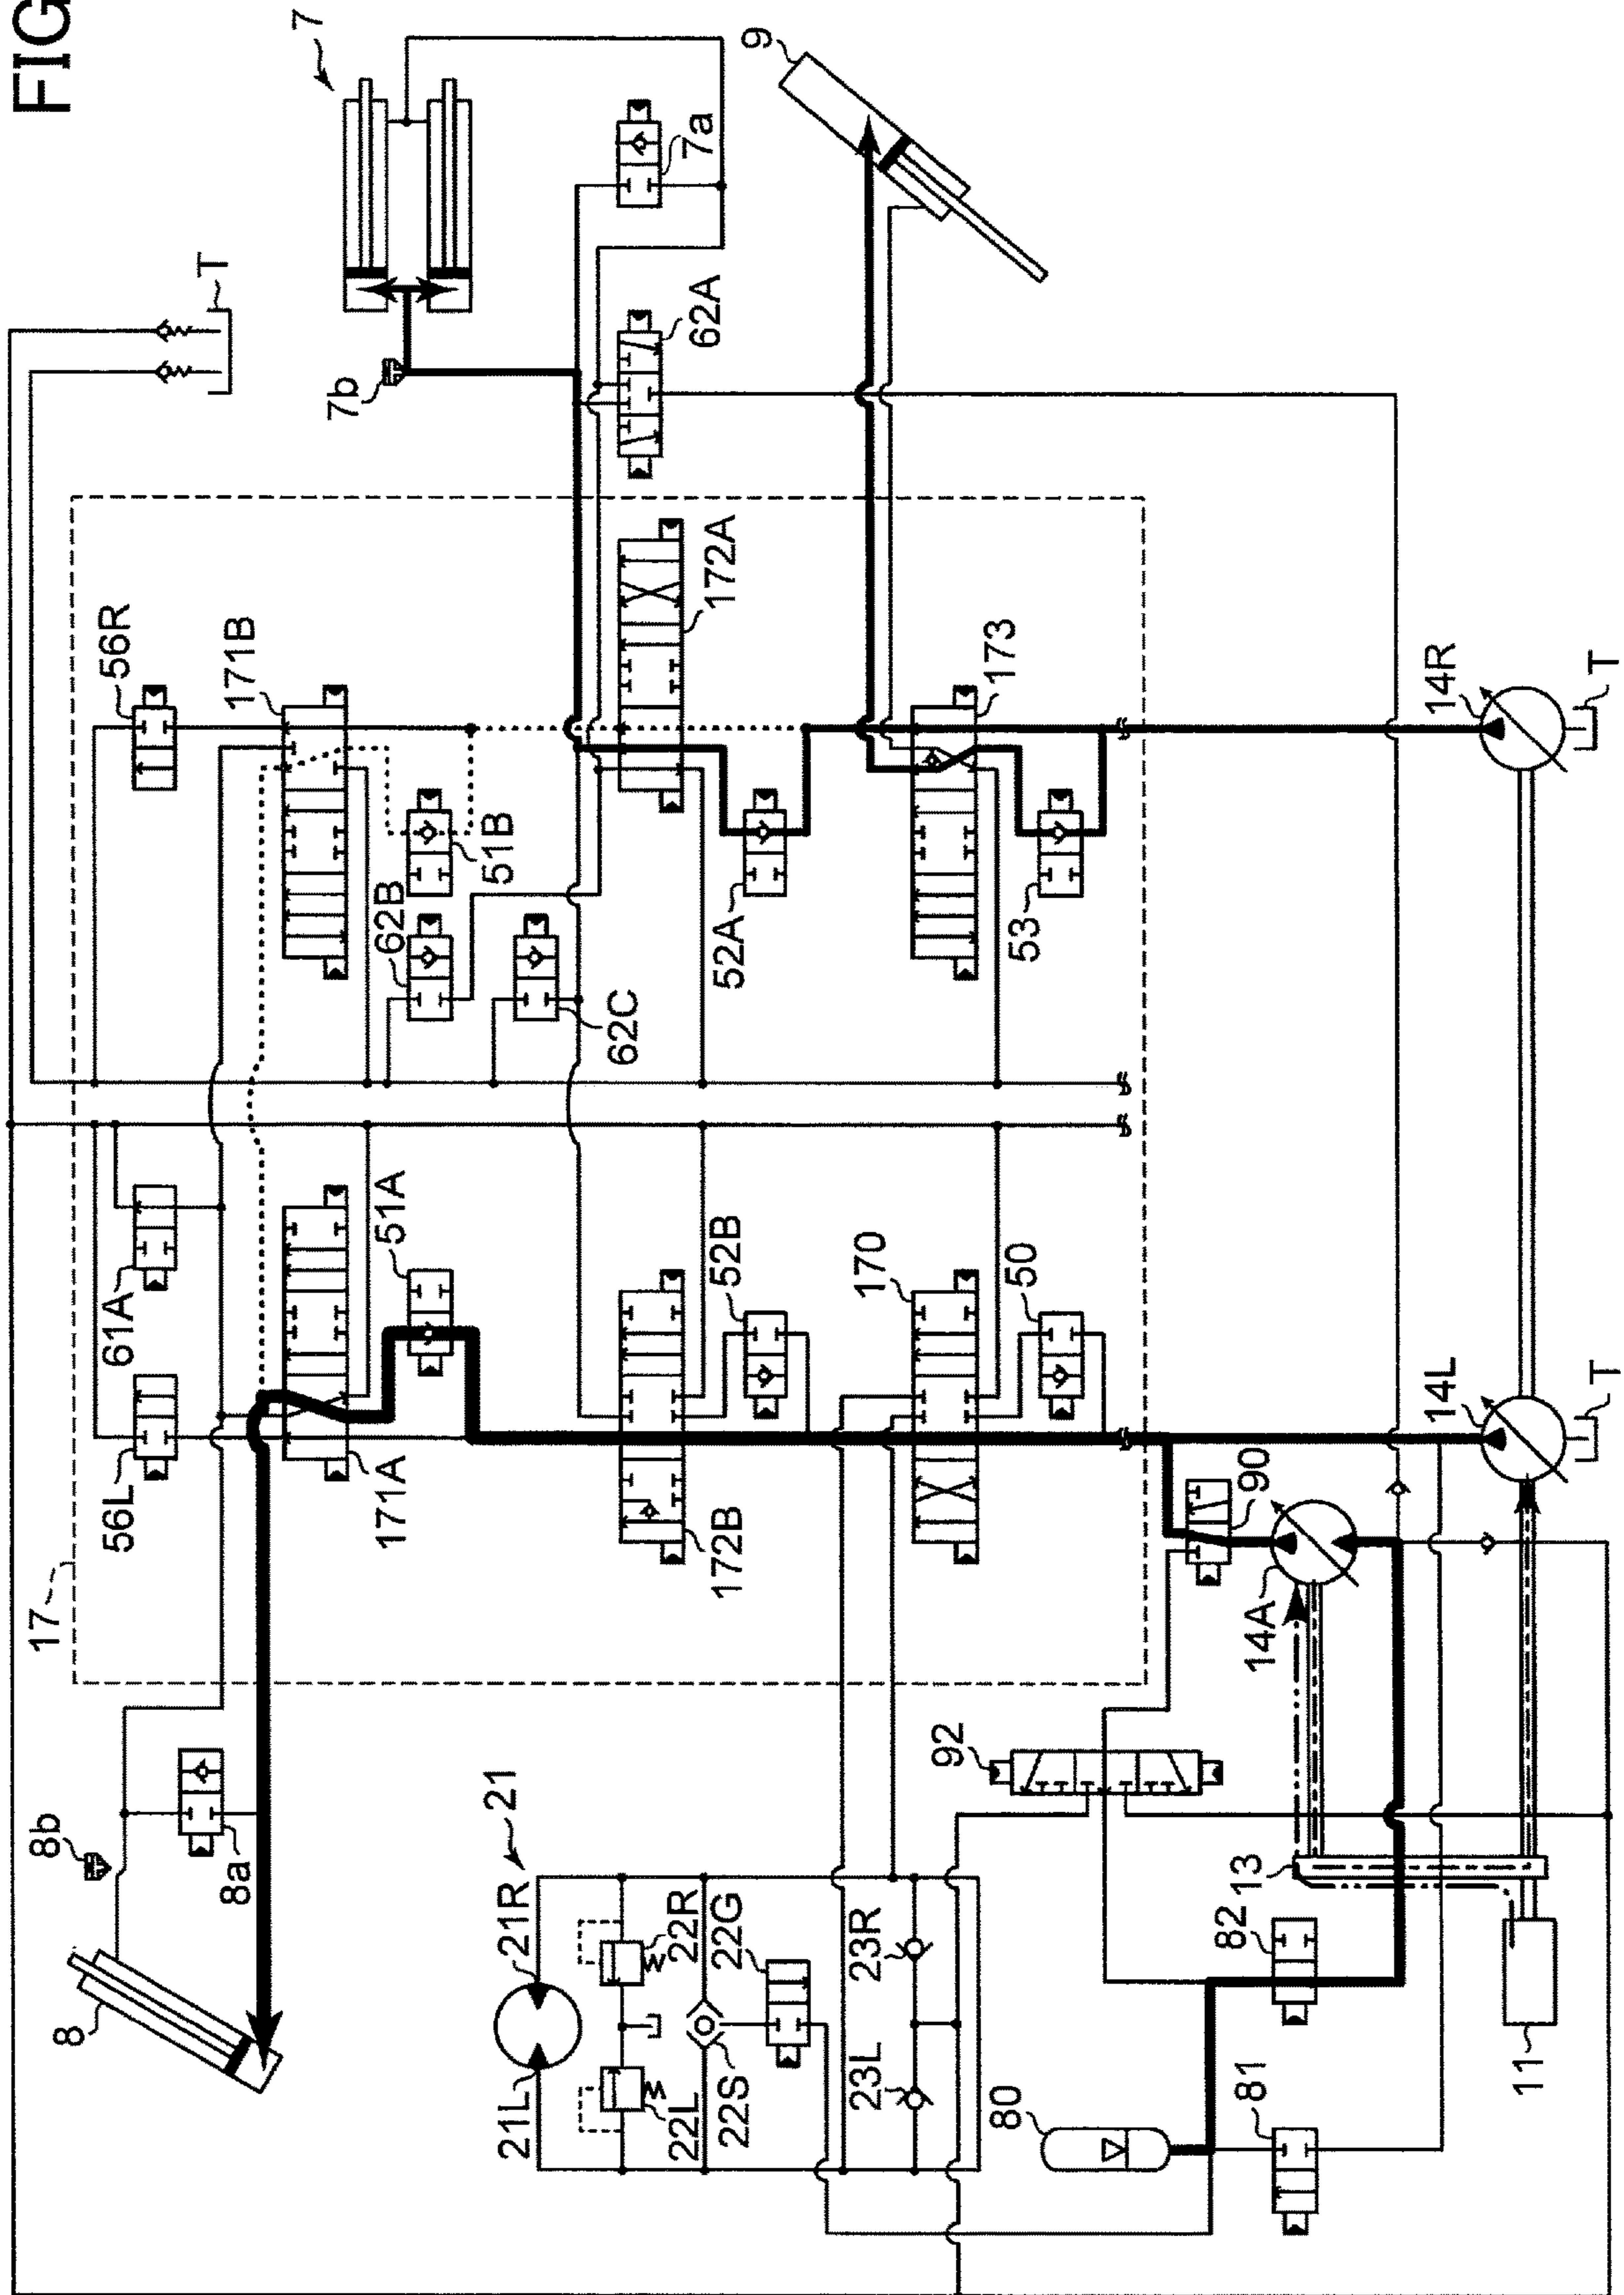 FIG
7
9
T
7a
7b
62A
56R
171B
172A
173
14R
T
62B
51B
62C
52A
53
61A
51A
52B
170
50
56L
171A
172B
17
14L
T
90
14A
92
8b
8a
8
21
21R
22R
22G
21L
22L
22S
23R
23L
13
82
80
81
11